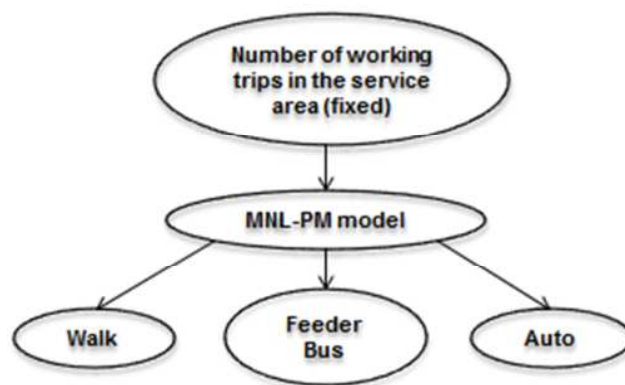 Number of working
trips in the service
area (fixed)
MNL-PM model
Walk
Feeder
Bus
Auto